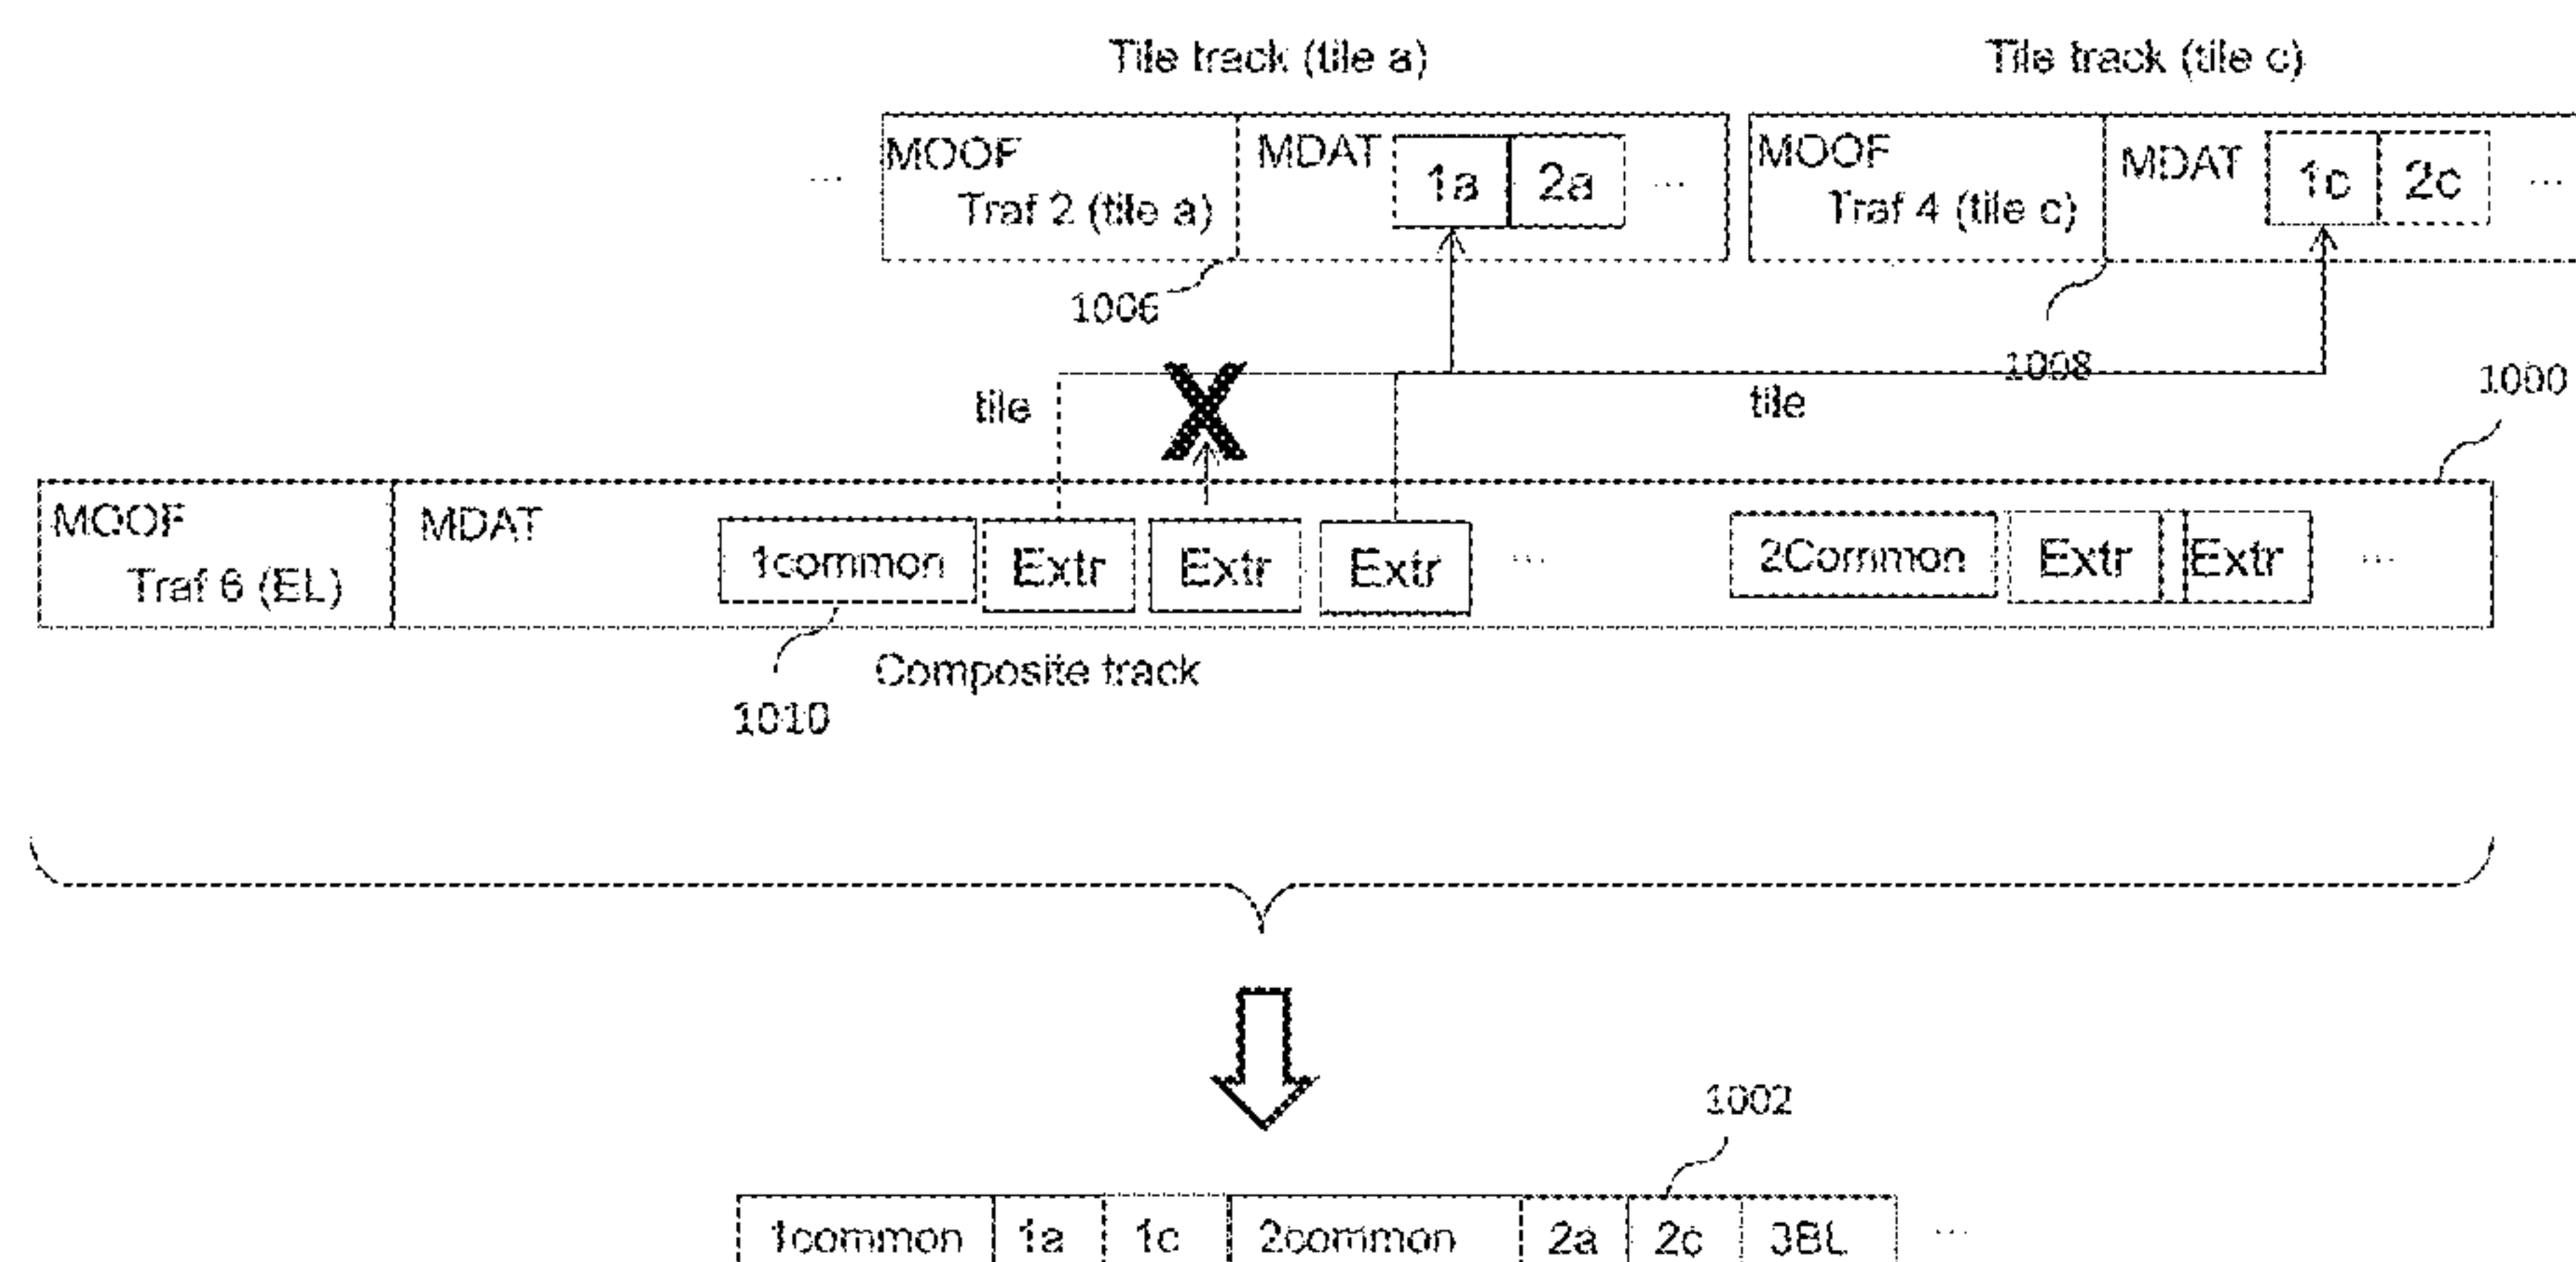 Tile track (tile a) Tile track (tile c)
MOOF MDAT 1a 2a ... MOOF MDAT 1c 2c ...
... Traf 2 (tile a) Traf 4 (tile c)
1006
1008
tile X tile 1000
MOOF MDAT 1common Extr Extr Extr ... 2Common Extr Extr ...
Traf 6 (EL)
Composite track
1010
1002
1common 1a 1c 2common 2a 2c 3BL ...